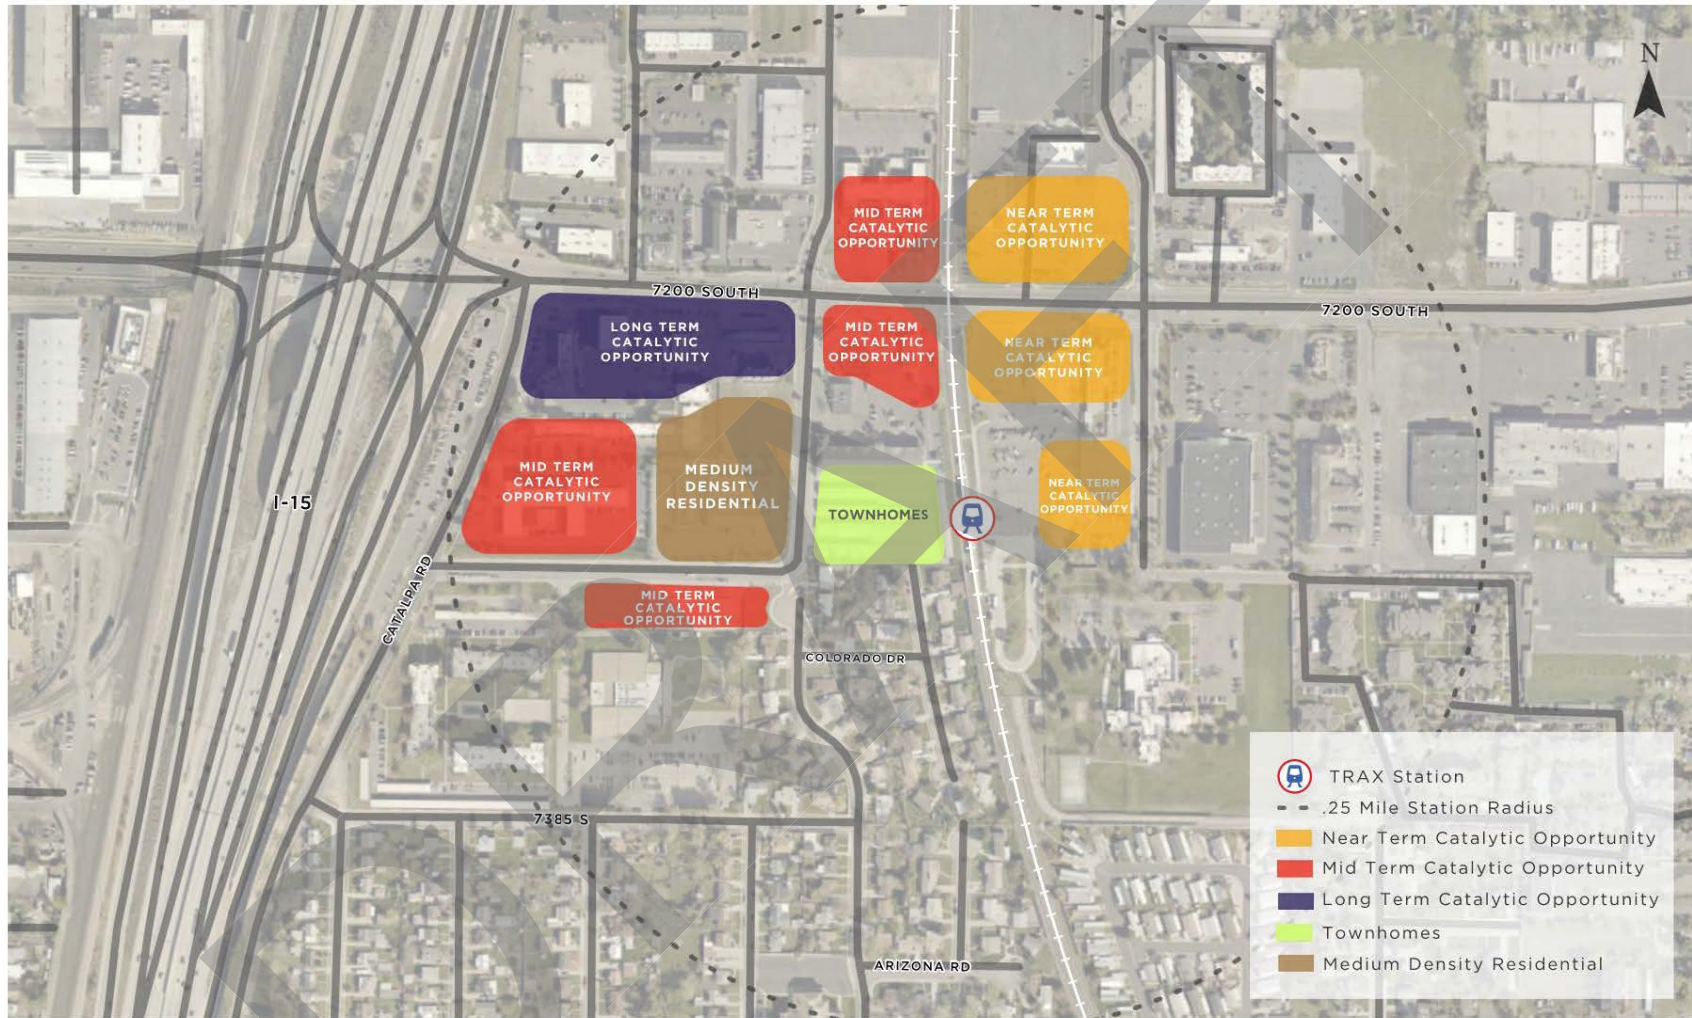 N
MID TERM
CATALYTIC
OPPORTUNITY
NEAR TERM
CATALYTIC
OPPORTUNITY
7200 SOUTH
7200 SOUTH
LONG TERM
CATALYTIC
OPPORTUNITY
MID TERM
CATALYTIC
OPPORTUNITY
NEAR TERM
CATALYTIC
OPPORTUNITY
MID TERM
CATALYTIC
OPPORTUNITY
MEDIUM
DENSITY
RESIDENTIAL
TOWNHOMES
NEAR TERM
CATALYTIC
OPPORTUNITY
I-15
CATALPA RD
MID TERM
CATALYTIC
OPPORTUNITY
COLORADO DR
7385 S
ARIZONA RD
TRAX Station
.25 Mile Station Radius
Near Term Catalytic Opportunity
Mid Term Catalytic Opportunity
Long Term Catalytic Opportunity
Townhomes
Medium Density Residential
DRAFT